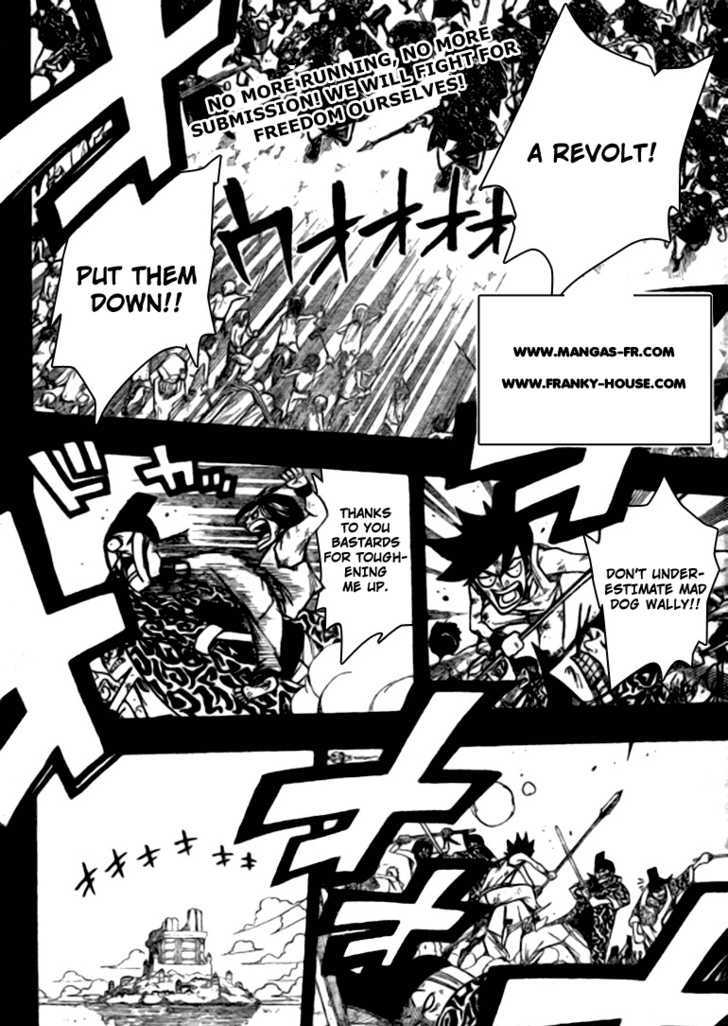 NO MORE RUNNING, NO MORE
SUBMISSION! WE WILL FIGHT FOR
FREEDOM OURSELVES!
A REVOLT!
ウオオオオ
PUT THEM
DOWN!!
WWW.MANGAS-FR.COM
WWW.FRANKY-HOUSE.COM
DON'T UNDER-
ESTIMATE MAD
DOG WALLY!!
THANKS
TO YOU
BASTARDS
FOR TOUGH-
ENING
ME UP.
ドドカッ
オオオオオ